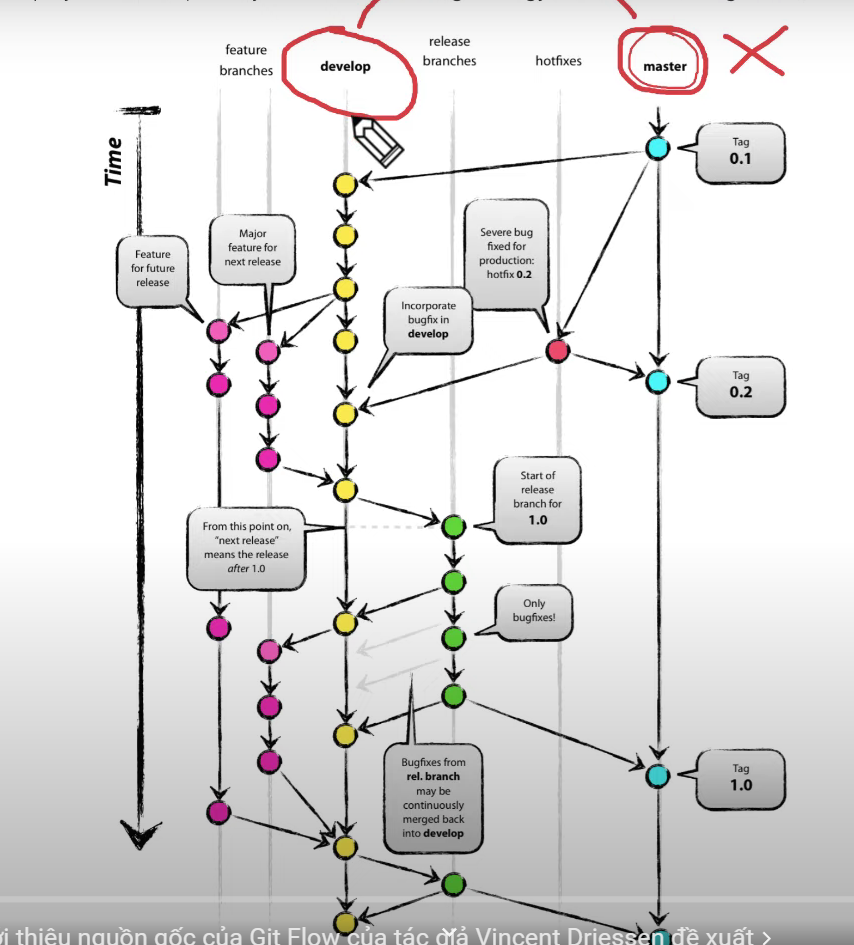 feature
branches
develop
release
branches
hotfixes
master
Time
Tag
0.1
Major
feature for
next release
Feature
for future
release
Severe bug
fixed for
production:
hotfix 0.2
Incorporate
bugfix in
develop
Tag
0.2
Start of
release
branch for
1.0
From this point on,
“next release”
means the release
after 1.0
Only
bugfixes!
Bugfixes from
rel. branch
may be
continuously
merged back
into develop
Tag
1.0
thiệu nguồn gốc của Git Flow của tác giả Vincent Driessen đề xuất >